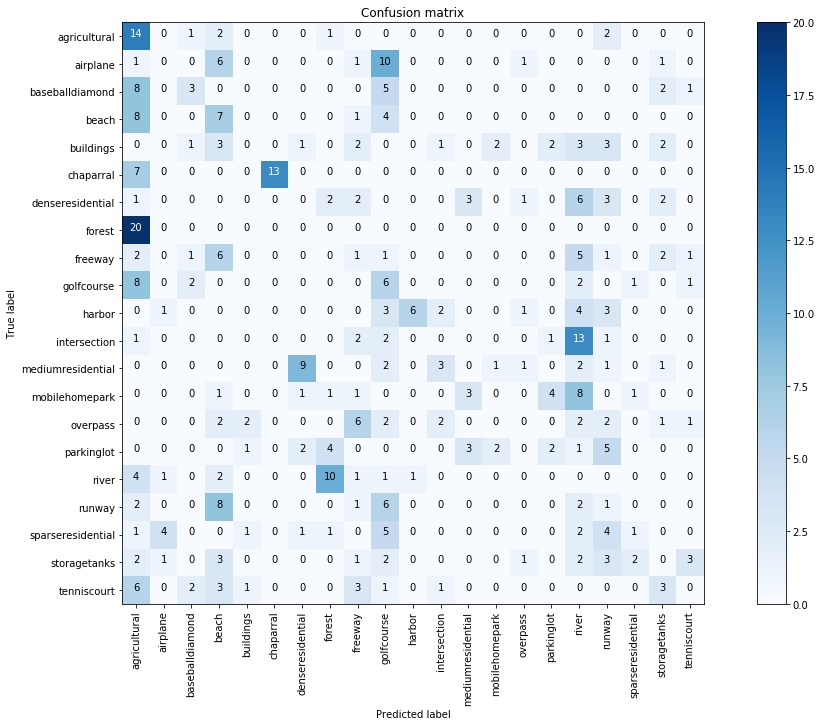 Confusion matrix
True label
agricultural 14 0 1 2 0 0 0 1 0 0 0 0 0 0 0 0 0 2 0 0 0
airplane 1 0 0 6 0 0 0 0 1 10 0 0 0 0 1 0 0 0 0 1 0
baseballdiamond 8 0 3 0 0 0 0 0 0 5 0 0 0 0 0 0 0 0 0 2 1
beach 8 0 0 7 0 0 0 0 1 4 0 0 0 0 0 0 0 0 0 0 0
buildings 0 0 1 3 0 0 1 0 2 0 0 1 0 2 0 2 3 3 0 2 0
chaparral 7 0 0 0 0 13 0 0 0 0 0 0 0 0 0 0 0 0 0 0 0
denseresidential 1 0 0 0 0 0 0 2 2 0 0 0 3 0 1 0 6 3 0 2 0
forest 20 0 0 0 0 0 0 0 0 0 0 0 0 0 0 0 0 0 0 0 0
freeway 2 0 1 6 0 0 0 0 1 1 0 0 0 0 0 0 5 1 0 2 1
golfcourse 8 0 2 0 0 0 0 0 0 6 0 0 0 0 0 0 2 0 1 0 1
harbor 0 1 0 0 0 0 0 0 0 3 6 2 0 0 1 0 4 3 0 0 0
intersection 1 0 0 0 0 0 0 0 2 2 0 0 0 0 0 1 13 1 0 0 0
mediumresidential 0 0 0 0 0 0 9 0 0 2 0 3 0 1 1 0 2 1 0 1 0
mobilehomepark 0 0 0 1 0 0 1 1 1 0 0 0 3 0 0 4 8 0 1 0 0
overpass 0 0 0 2 2 0 0 0 6 2 0 2 0 0 0 0 2 2 0 1 1
parkinglot 0 0 0 0 1 0 2 4 0 0 0 0 3 2 0 2 1 5 0 0 0
river 4 1 0 2 0 0 0 10 1 1 1 0 0 0 0 0 0 0 0 0 0
runway 2 0 0 8 0 0 0 0 1 6 0 0 0 0 0 0 2 1 0 0 0
sparseresidential 1 4 0 0 1 0 1 1 0 5 0 0 0 0 0 0 2 4 1 0 0
storagetanks 2 1 0 3 0 0 0 0 1 2 0 0 0 0 1 0 2 3 2 0 3
tenniscourt 6 0 2 3 1 0 0 0 3 1 0 1 0 0 0 0 0 0 0 3 0
agricultural
airplane
baseballdiamond
beach
buildings
chaparral
denseresidential
forest
freeway
golfcourse
harbor
intersection
mediumresidential
mobilehomepark
overpass
parkinglot
river
runway
sparseresidential
storagetanks
tenniscourt
Predicted label
20.0
17.5
15.0
12.5
10.0
7.5
5.0
2.5
0.0